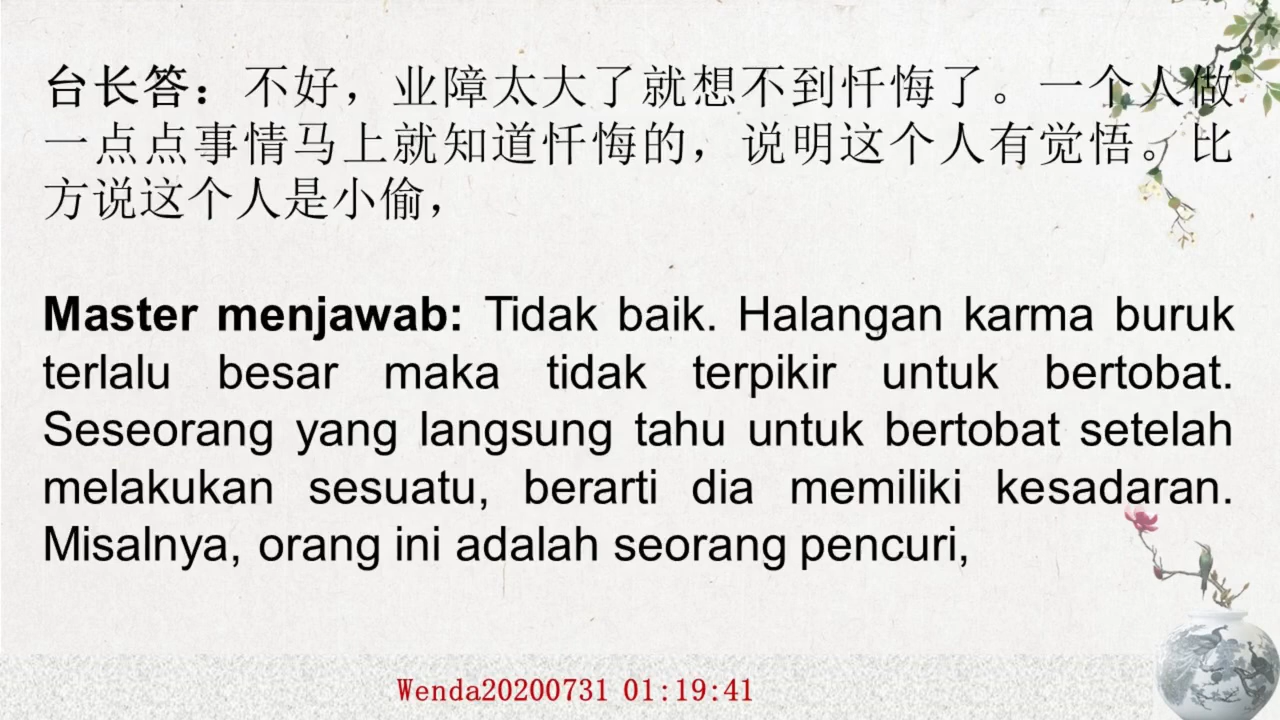 台长答：不好，业障太大了就想不到忏悔了。一个人做
一点点事情马上就知道忏悔的，说明这个人有觉悟。比
方说这个人是小偷，
Master menjawab: Tidak baik. Halangan karma buruk
terlalu besar maka tidak terpikir untuk bertobat.
Seseorang yang langsung tahu untuk bertobat setelah
melakukan sesuatu, berarti dia memiliki kesadaran.
Misalnya, orang ini adalah seorang pencuri,
Wenda20200731 01:19:41